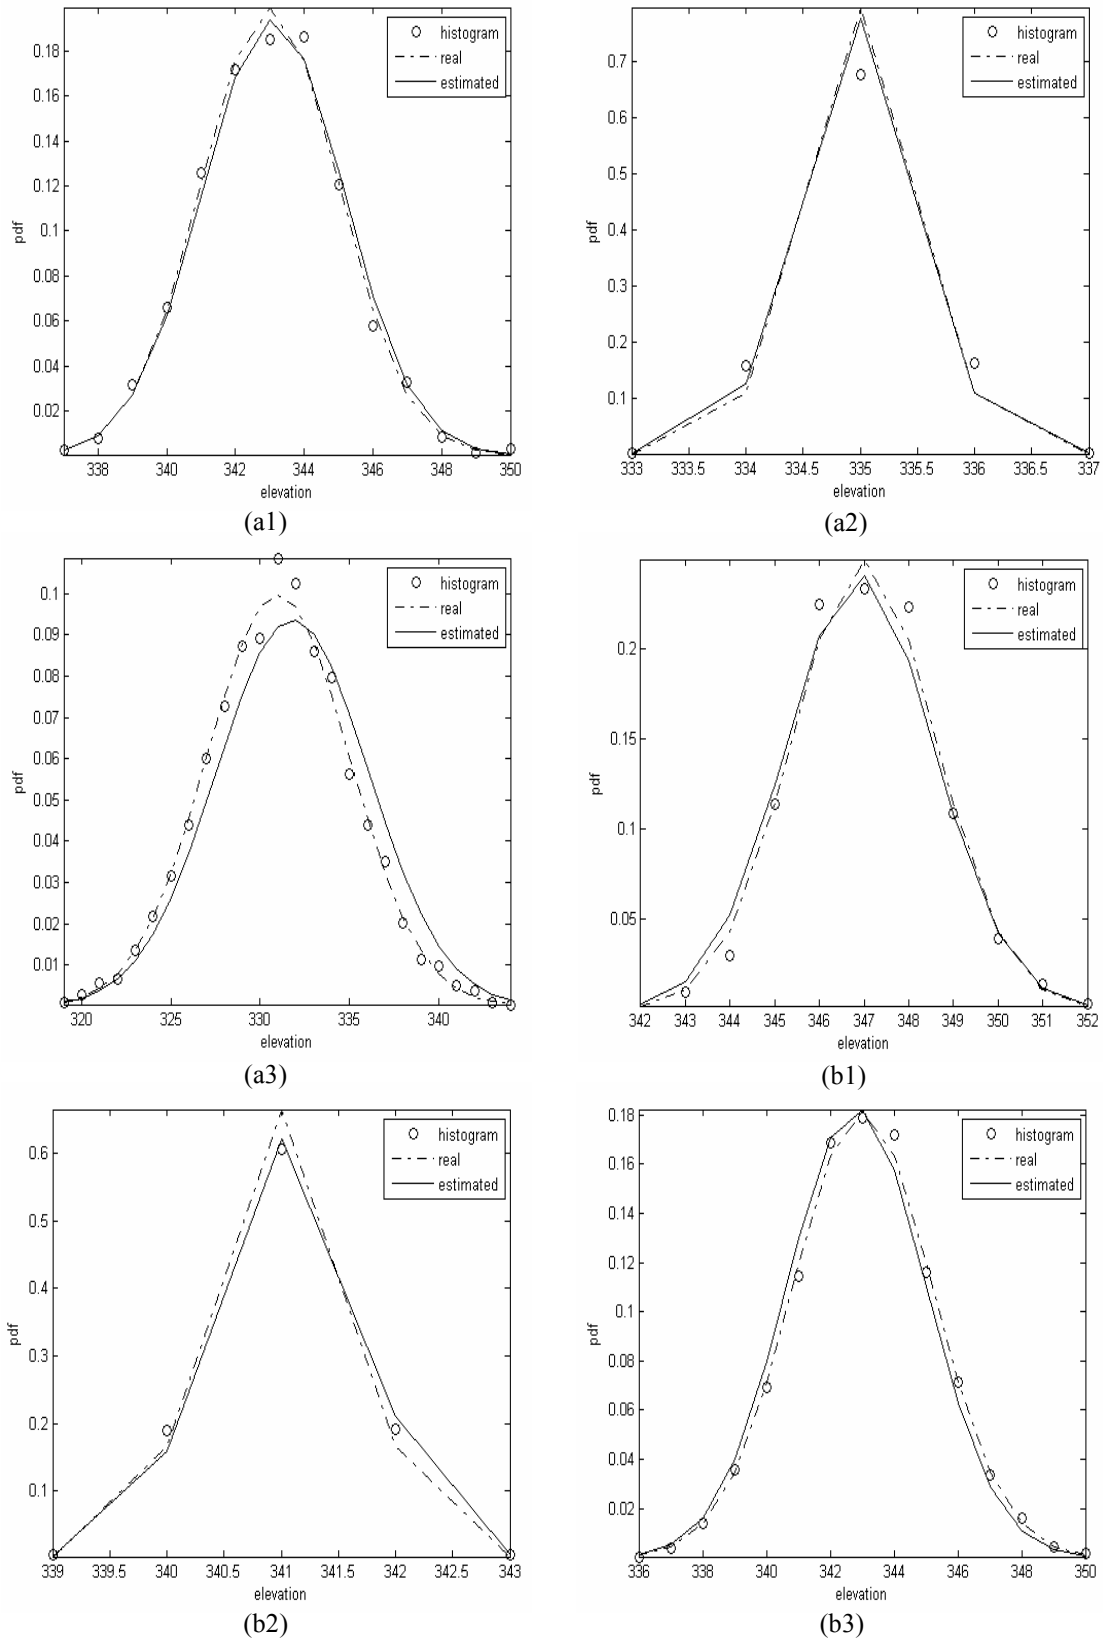 0.18
0.16
0.14
0.12
0.1
0.08
0.06
0.04
0.02
pdf
histogram
real
estimated
338 340 342 344 346 348 350
elevation
(a1)
0.7
0.6
0.5
0.4
0.3
0.2
0.1
pdf
histogram
real
estimated
333 333.5 334 334.5 335 335.5 336 336.5 337
elevation
(a2)
0.1
0.09
0.08
0.07
0.06
0.05
0.04
0.03
0.02
0.01
pdf
histogram
real
estimated
320 325 330 335 340
elevation
(a3)
0.2
0.15
0.1
0.05
pdf
histogram
real
estimated
342 343 344 345 346 347 348 349 350 351 352
elevation
(b1)
0.6
0.5
0.4
0.3
0.2
0.1
pdf
histogram
real
estimated
339 339.5 340 340.5 341 341.5 342 342.5 343
elevation
(b2)
0.18
0.16
0.14
0.12
0.1
0.08
0.06
0.04
0.02
pdf
histogram
real
estimated
336 338 340 342 344 346 348 350
elevation
(b3)